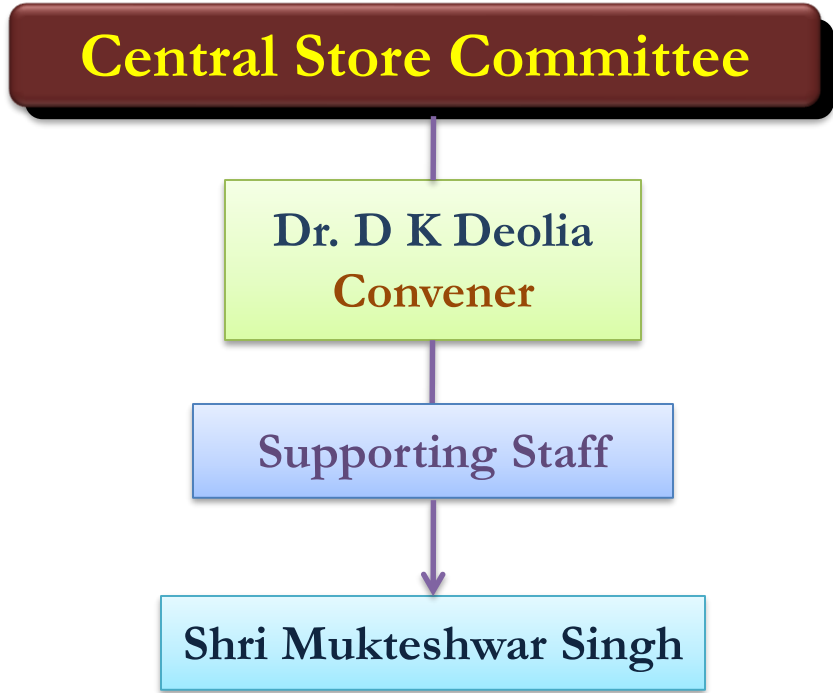 Central Store Committee
Dr. D K Deolia
Convener
Supporting Staff
Shri Mukteshwar Singh